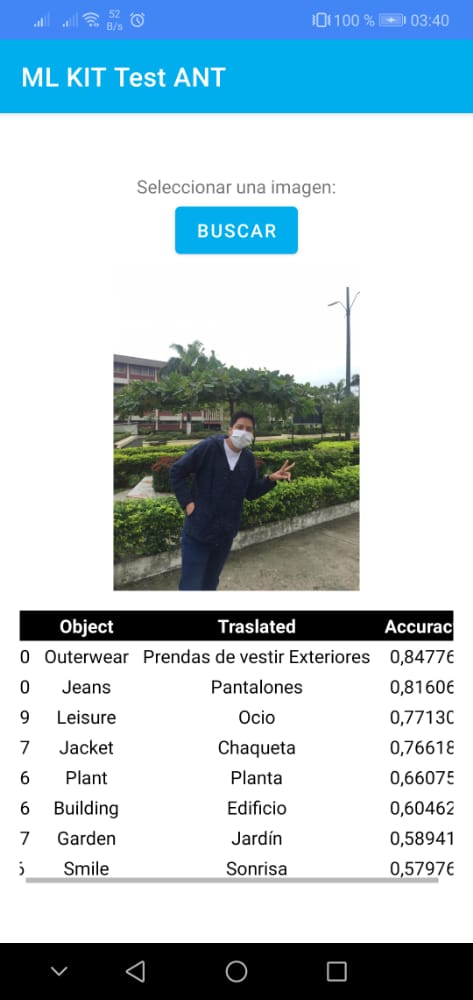 52
B/s
100 %
03:40
ML KIT Test ANT
Seleccionar una imagen:
BUSCAR
Object Traslated Accurac
0 Outerwear Prendas de vestir Exteriores 0,84776
0 Jeans Pantalones 0,81606
9 Leisure Ocio 0,77130
7 Jacket Chaqueta 0,76618
6 Plant Planta 0,66075
6 Building Edificio 0,60462
7 Garden Jardín 0,58941
Smile Sonrisa 0,57976